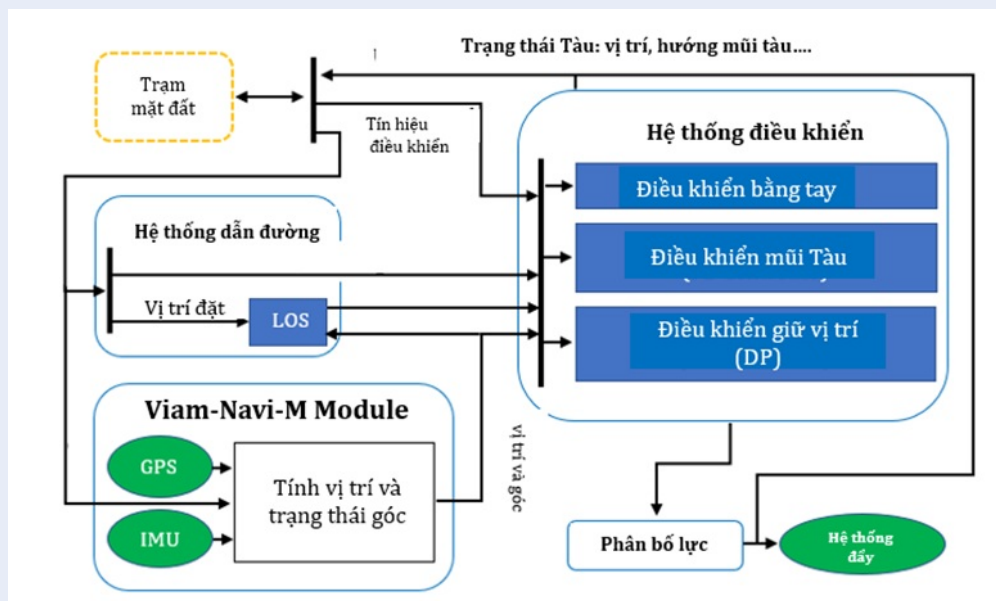 Trạng thái Tàu: vị trí, hướng mũi tàu....
Trạm
mặt đất
Tín hiệu
điều khiển
Hệ thống điều khiển
Điều khiển bằng tay
Điều khiển mũi Tàu
Điều khiển giữ vị trí
(DP)
Hệ thống dẫn đường
Vị trí đặt
LOS
Viam-Navi-M Module
GPS
IMU
Tính vị trí và
trạng thái góc
vị trí và góc
Phân bố lực
Hệ thống
đẩy